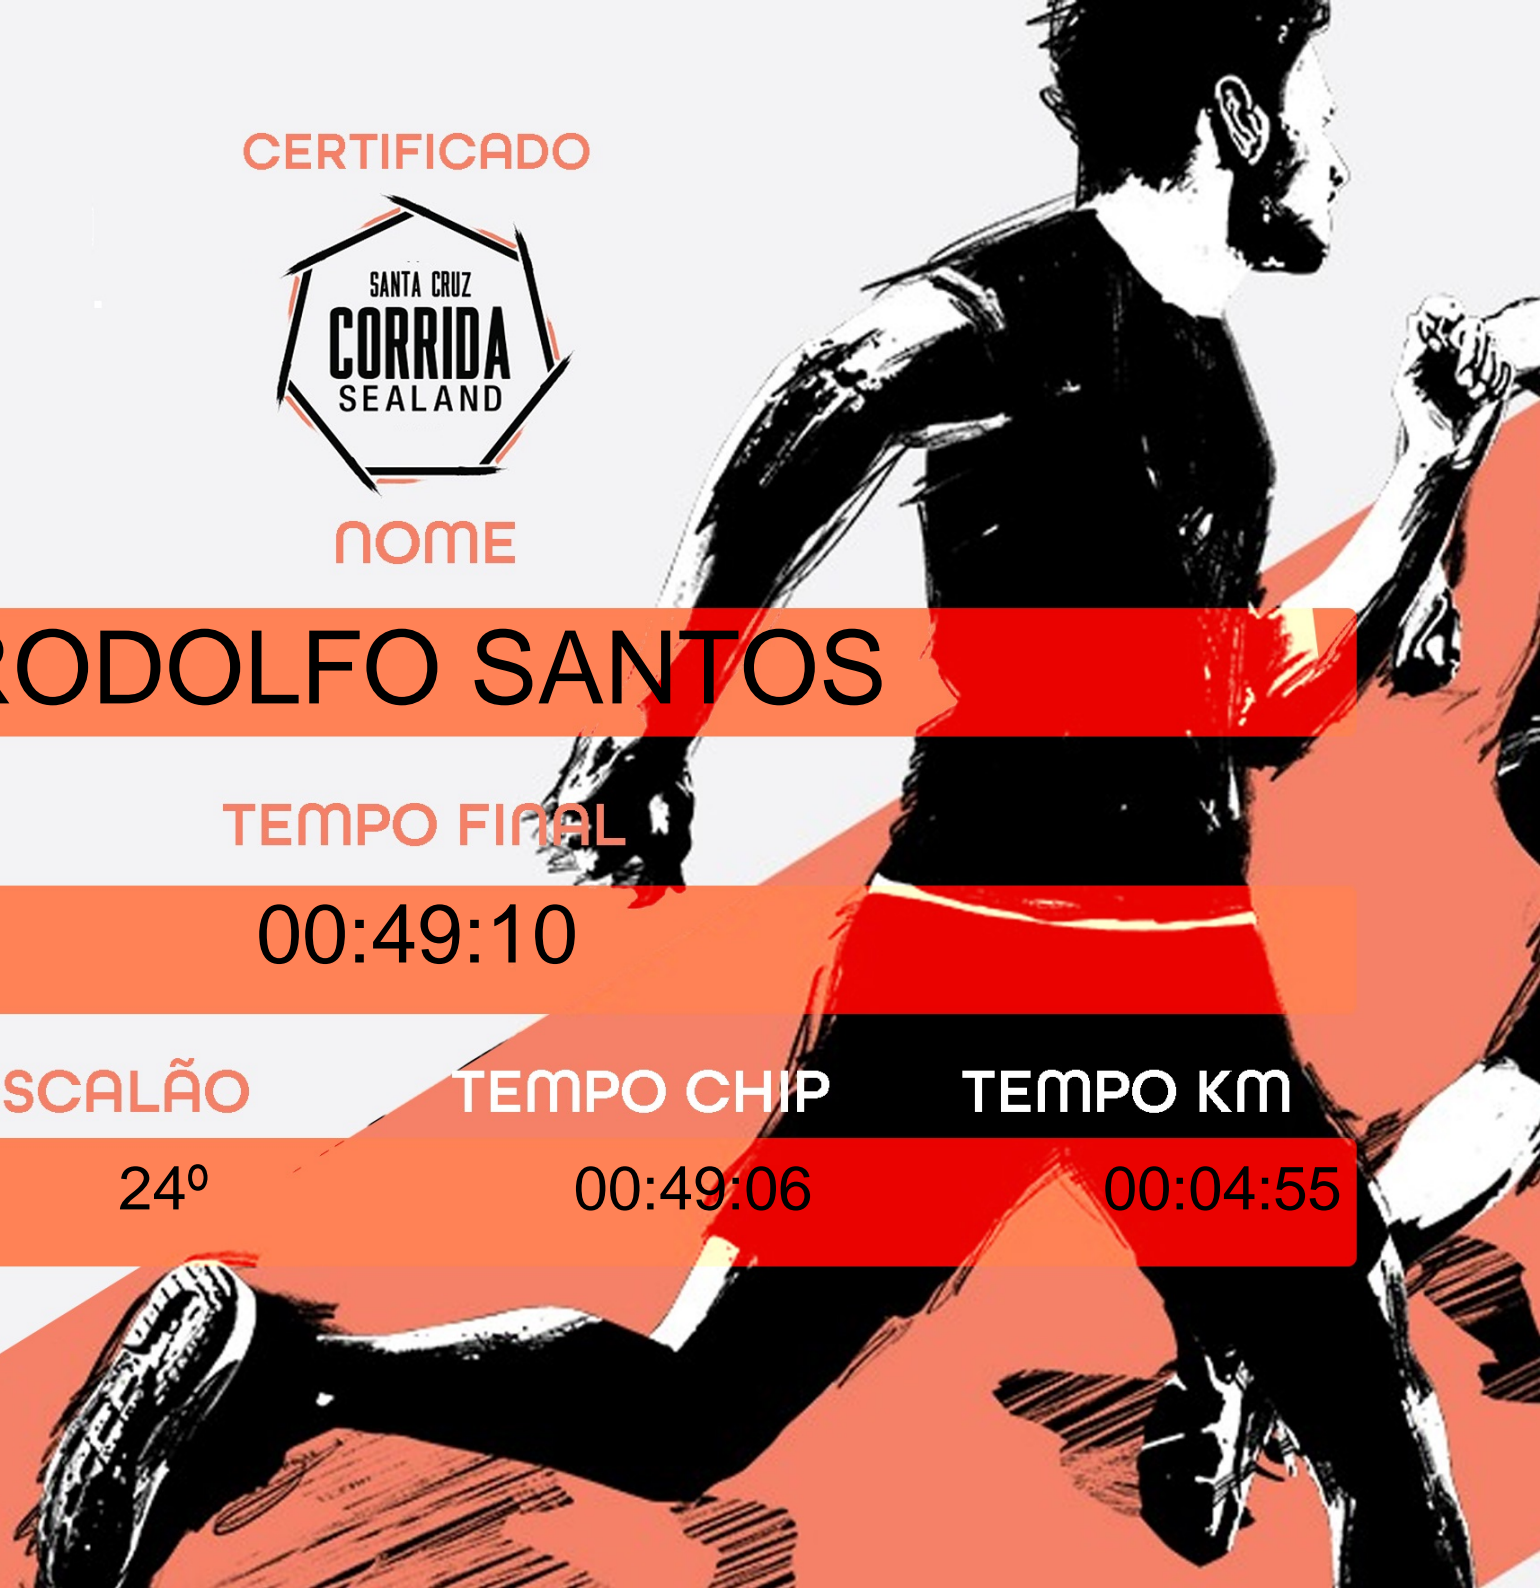 CERTIFICADO
SANTA CRUZ
CORRIDA
SEALAND
NOME
RODOLFO SANTOS
TEMPO FINAL
00:49:10
SCALÃO TEMPO CHIP TEMPO KM
24º 00:49:06 00:04:55